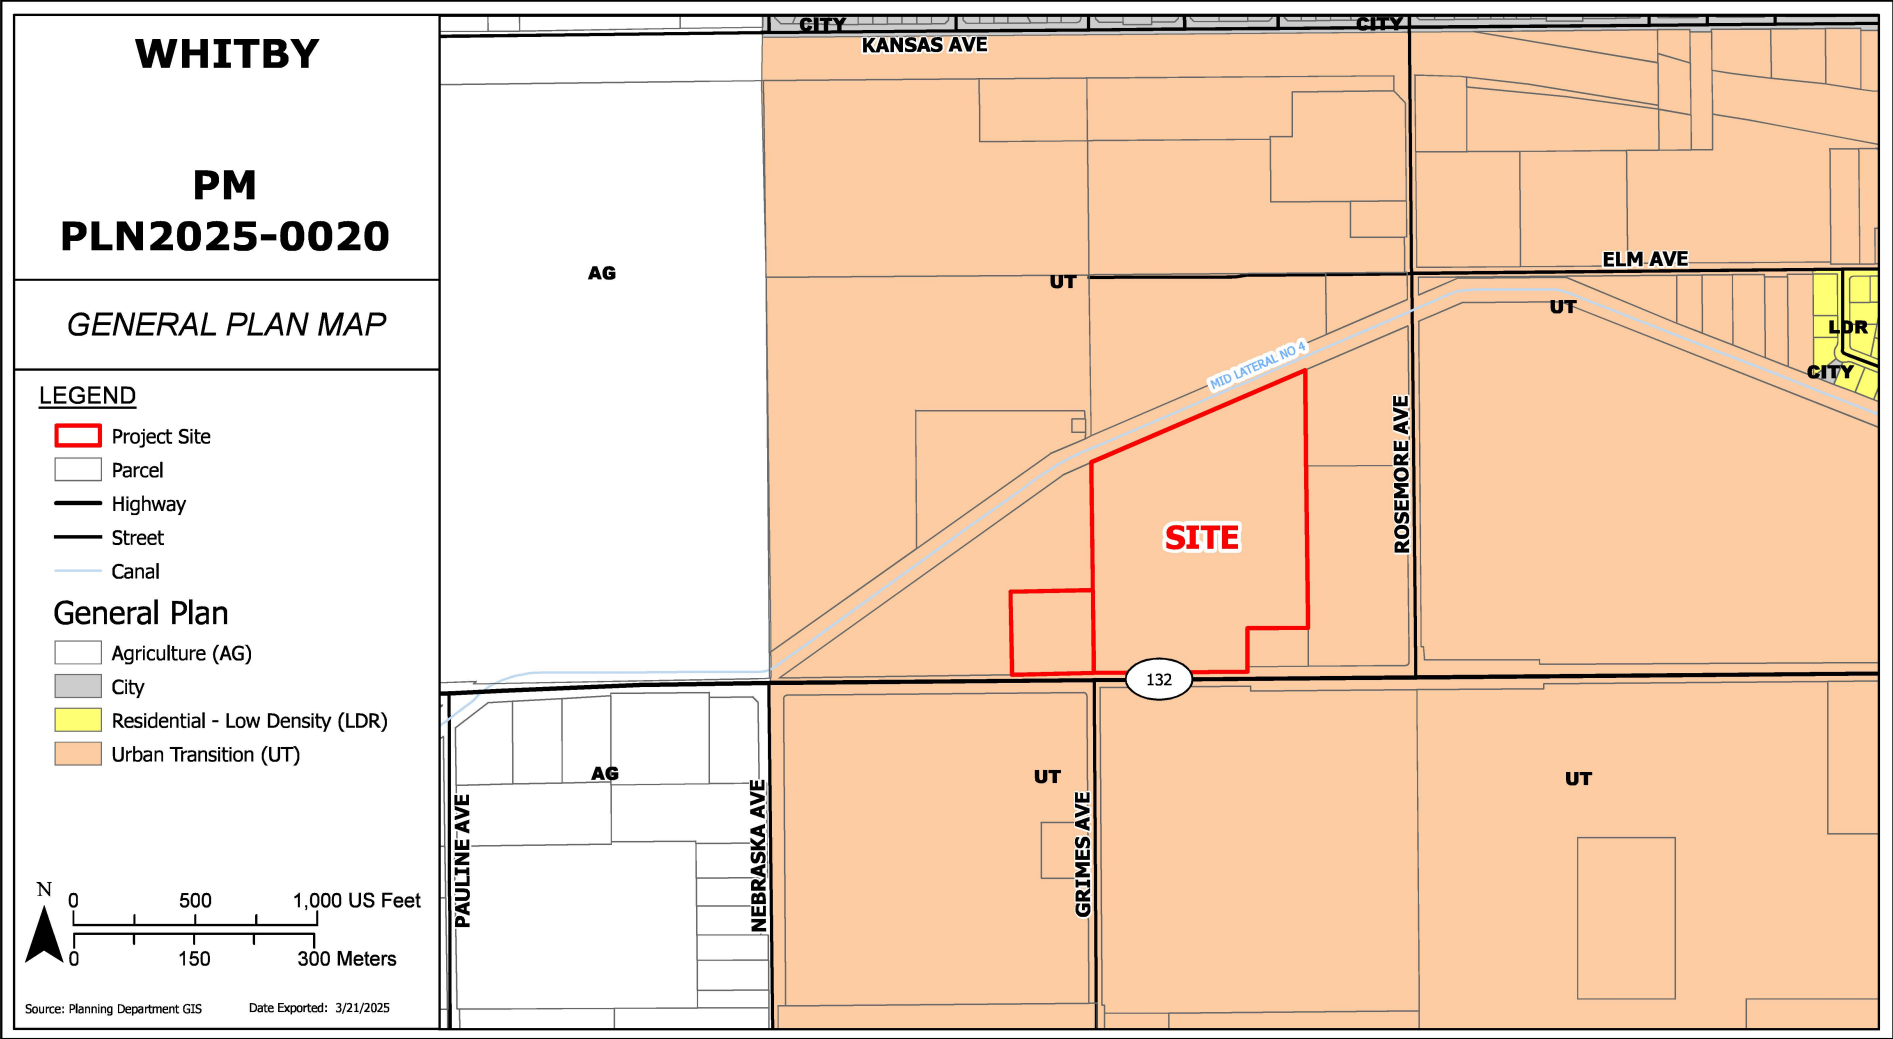 WHITBY
PM
PLN2025-0020
GENERAL PLAN MAP
LEGEND
Project Site
Parcel
Highway
Street
Canal
General Plan
Agriculture (AG)
City
Residential - Low Density (LDR)
Urban Transition (UT)
N
0 500 1,000 US Feet
0 150 300 Meters
Source: Planning Department GIS Date Exported: 3/21/2025
CITY CITY
KANSAS AVE
ELM AVE
AG
UT
UT
LDR
CITY
MID LATERAL NO 4
ROSEMORE AVE
SITE
132
AG
UT
UT
PAULINE AVE
NEBRASKA AVE
GRIMES AVE